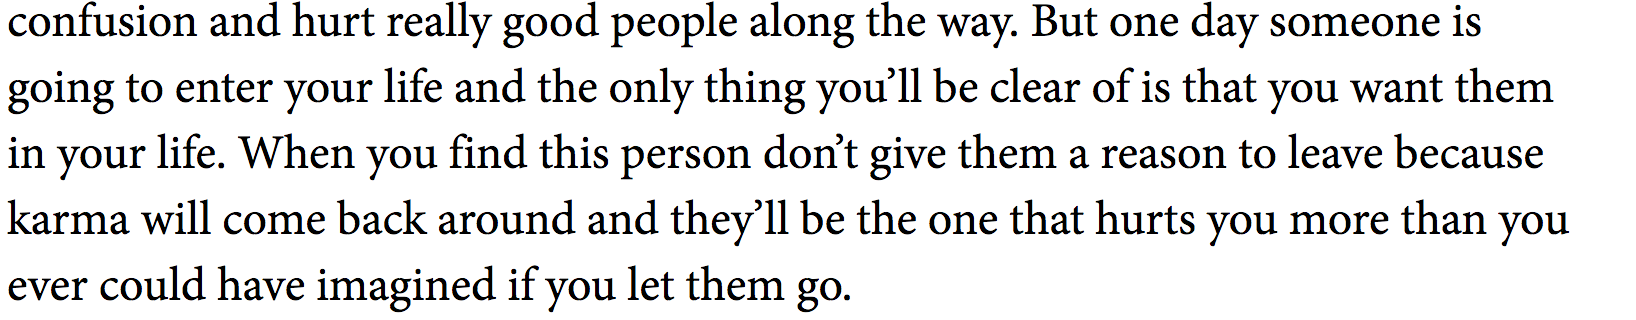 confusion and hurt really good people along the way. But one day someone is
going to enter your life and the only thing you’ll be clear of is that you want them
in your life. When you find this person don’t give them a reason to leave because
karma will come back around and they’ll be the one that hurts you more than you
ever could have imagined if you let them go.